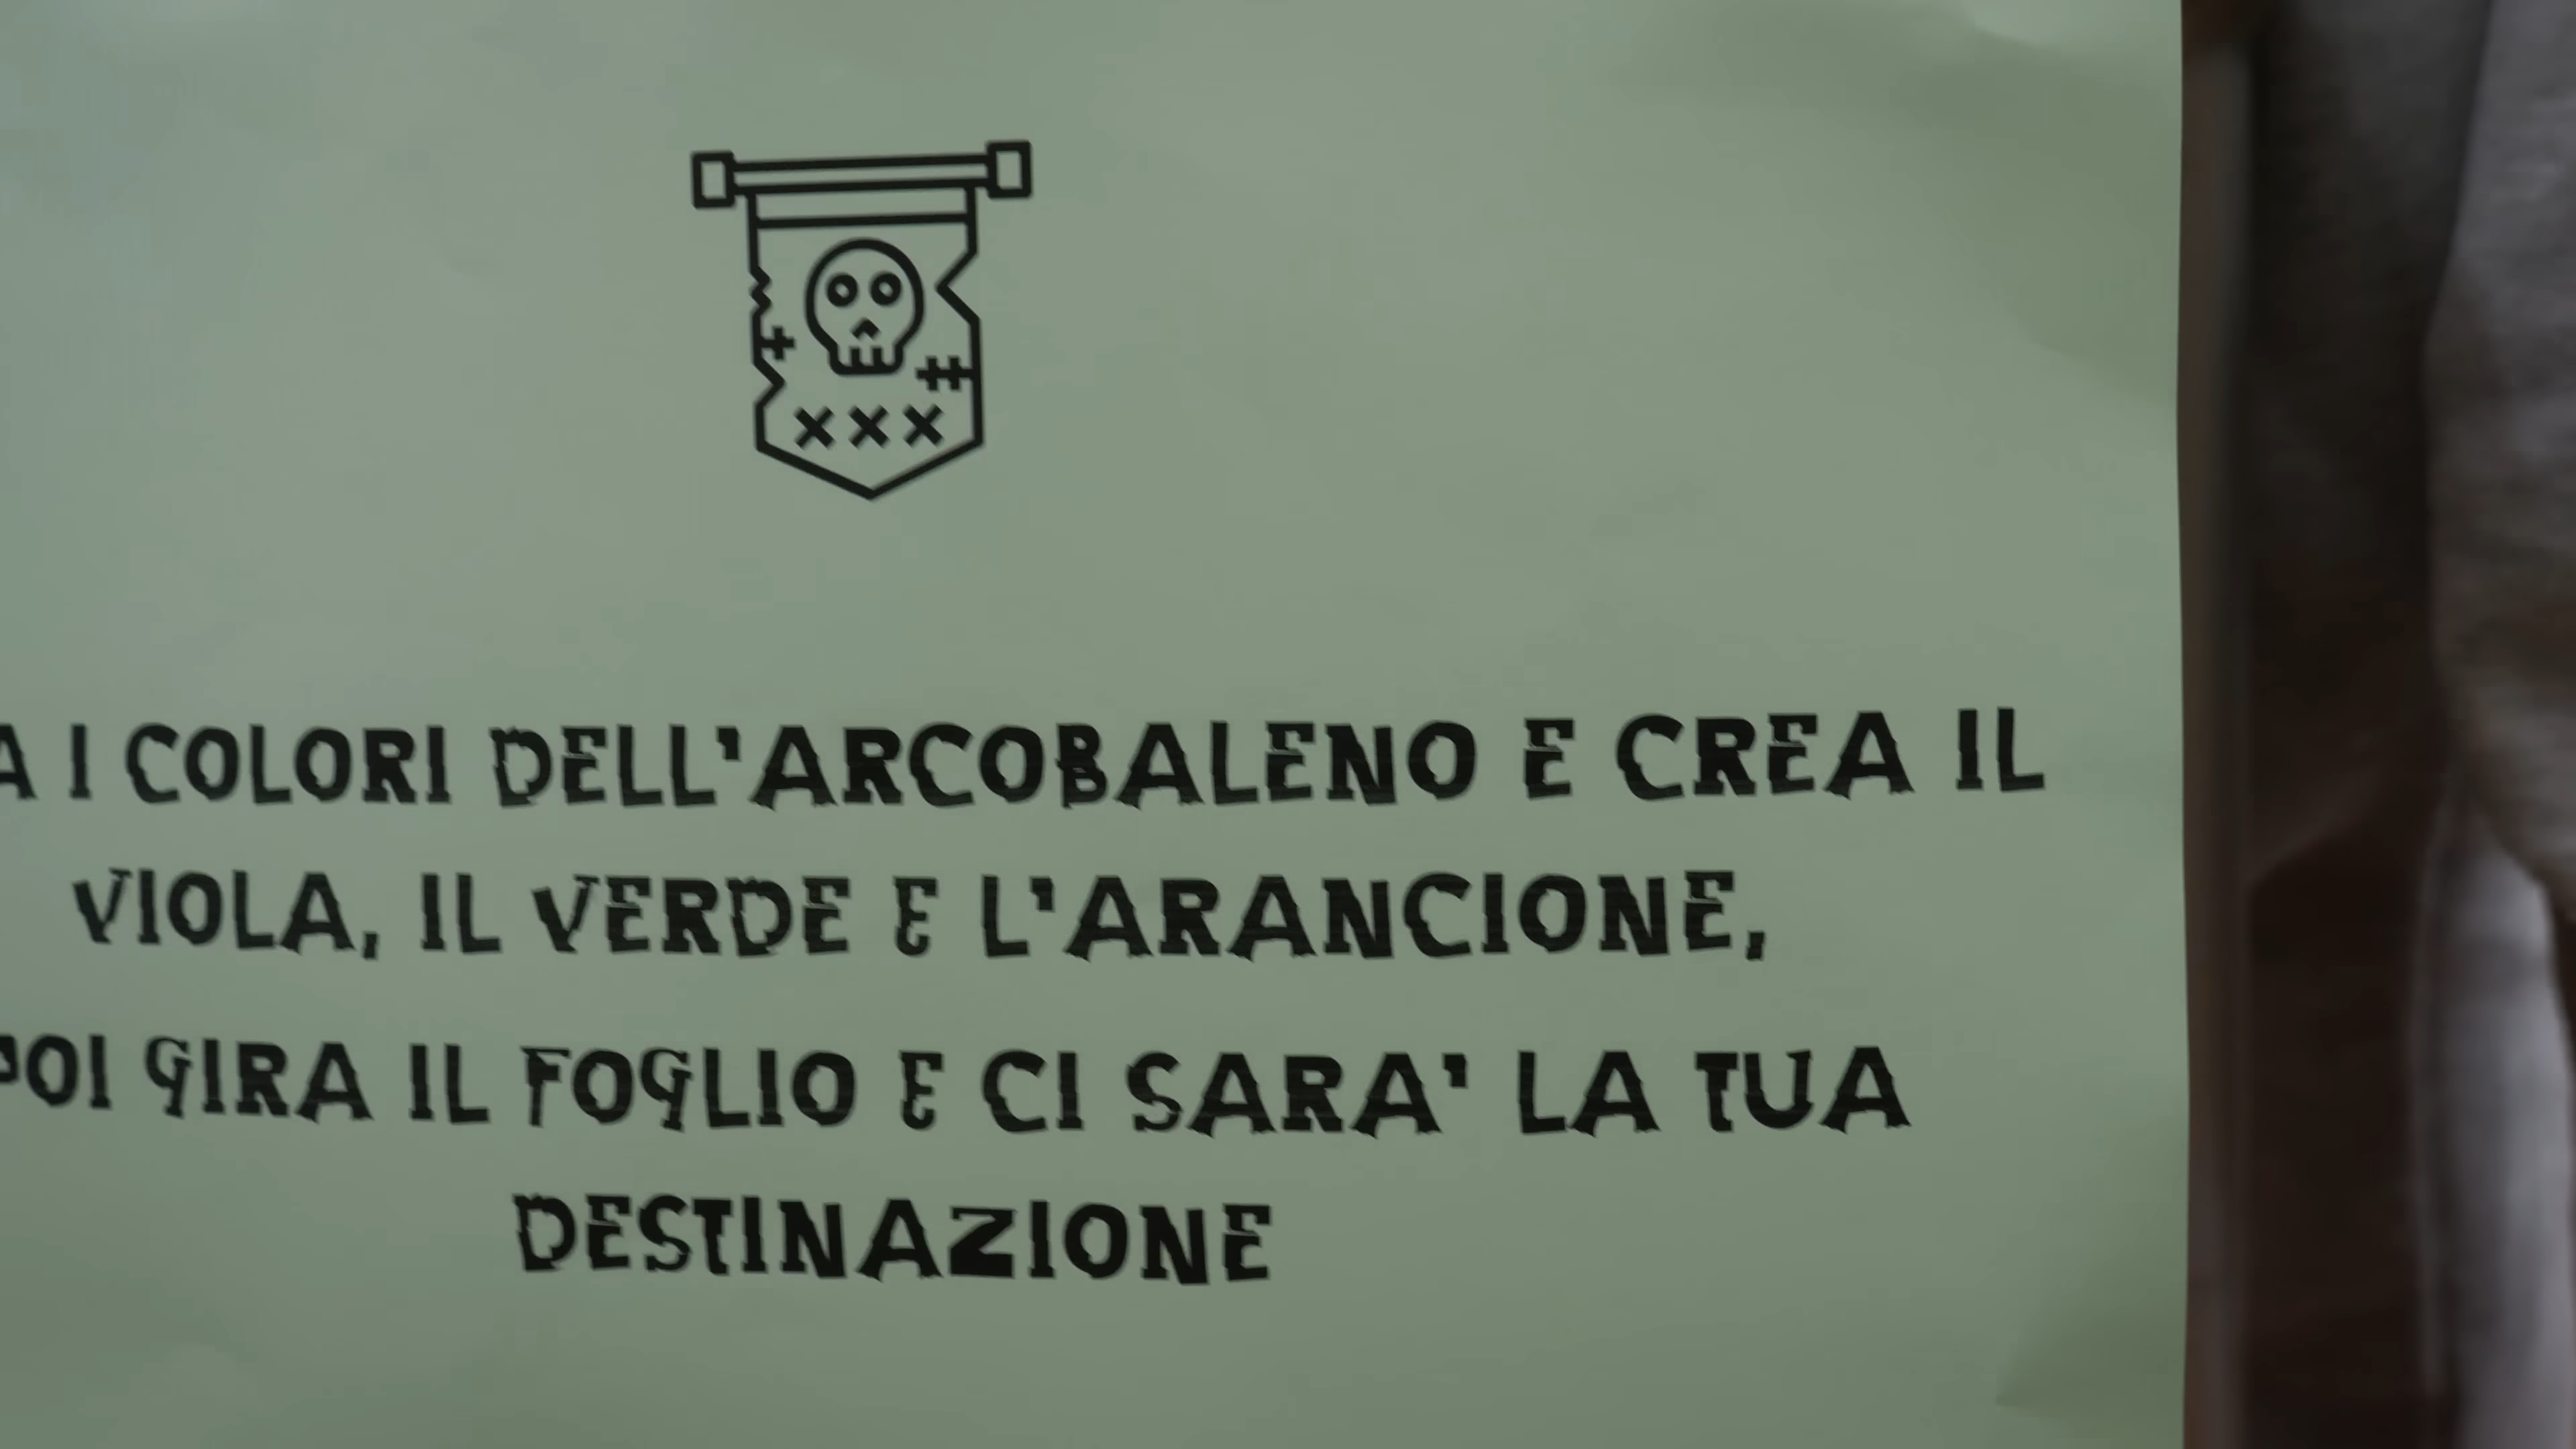 A I COLORI DELL'ARCOBALENO E CREA IL
VIOLA, IL VERDE E L'ARANCIONE,
POI GIRA IL FOGLIO E CI SARA' LA TUA
DESTINAZIONE